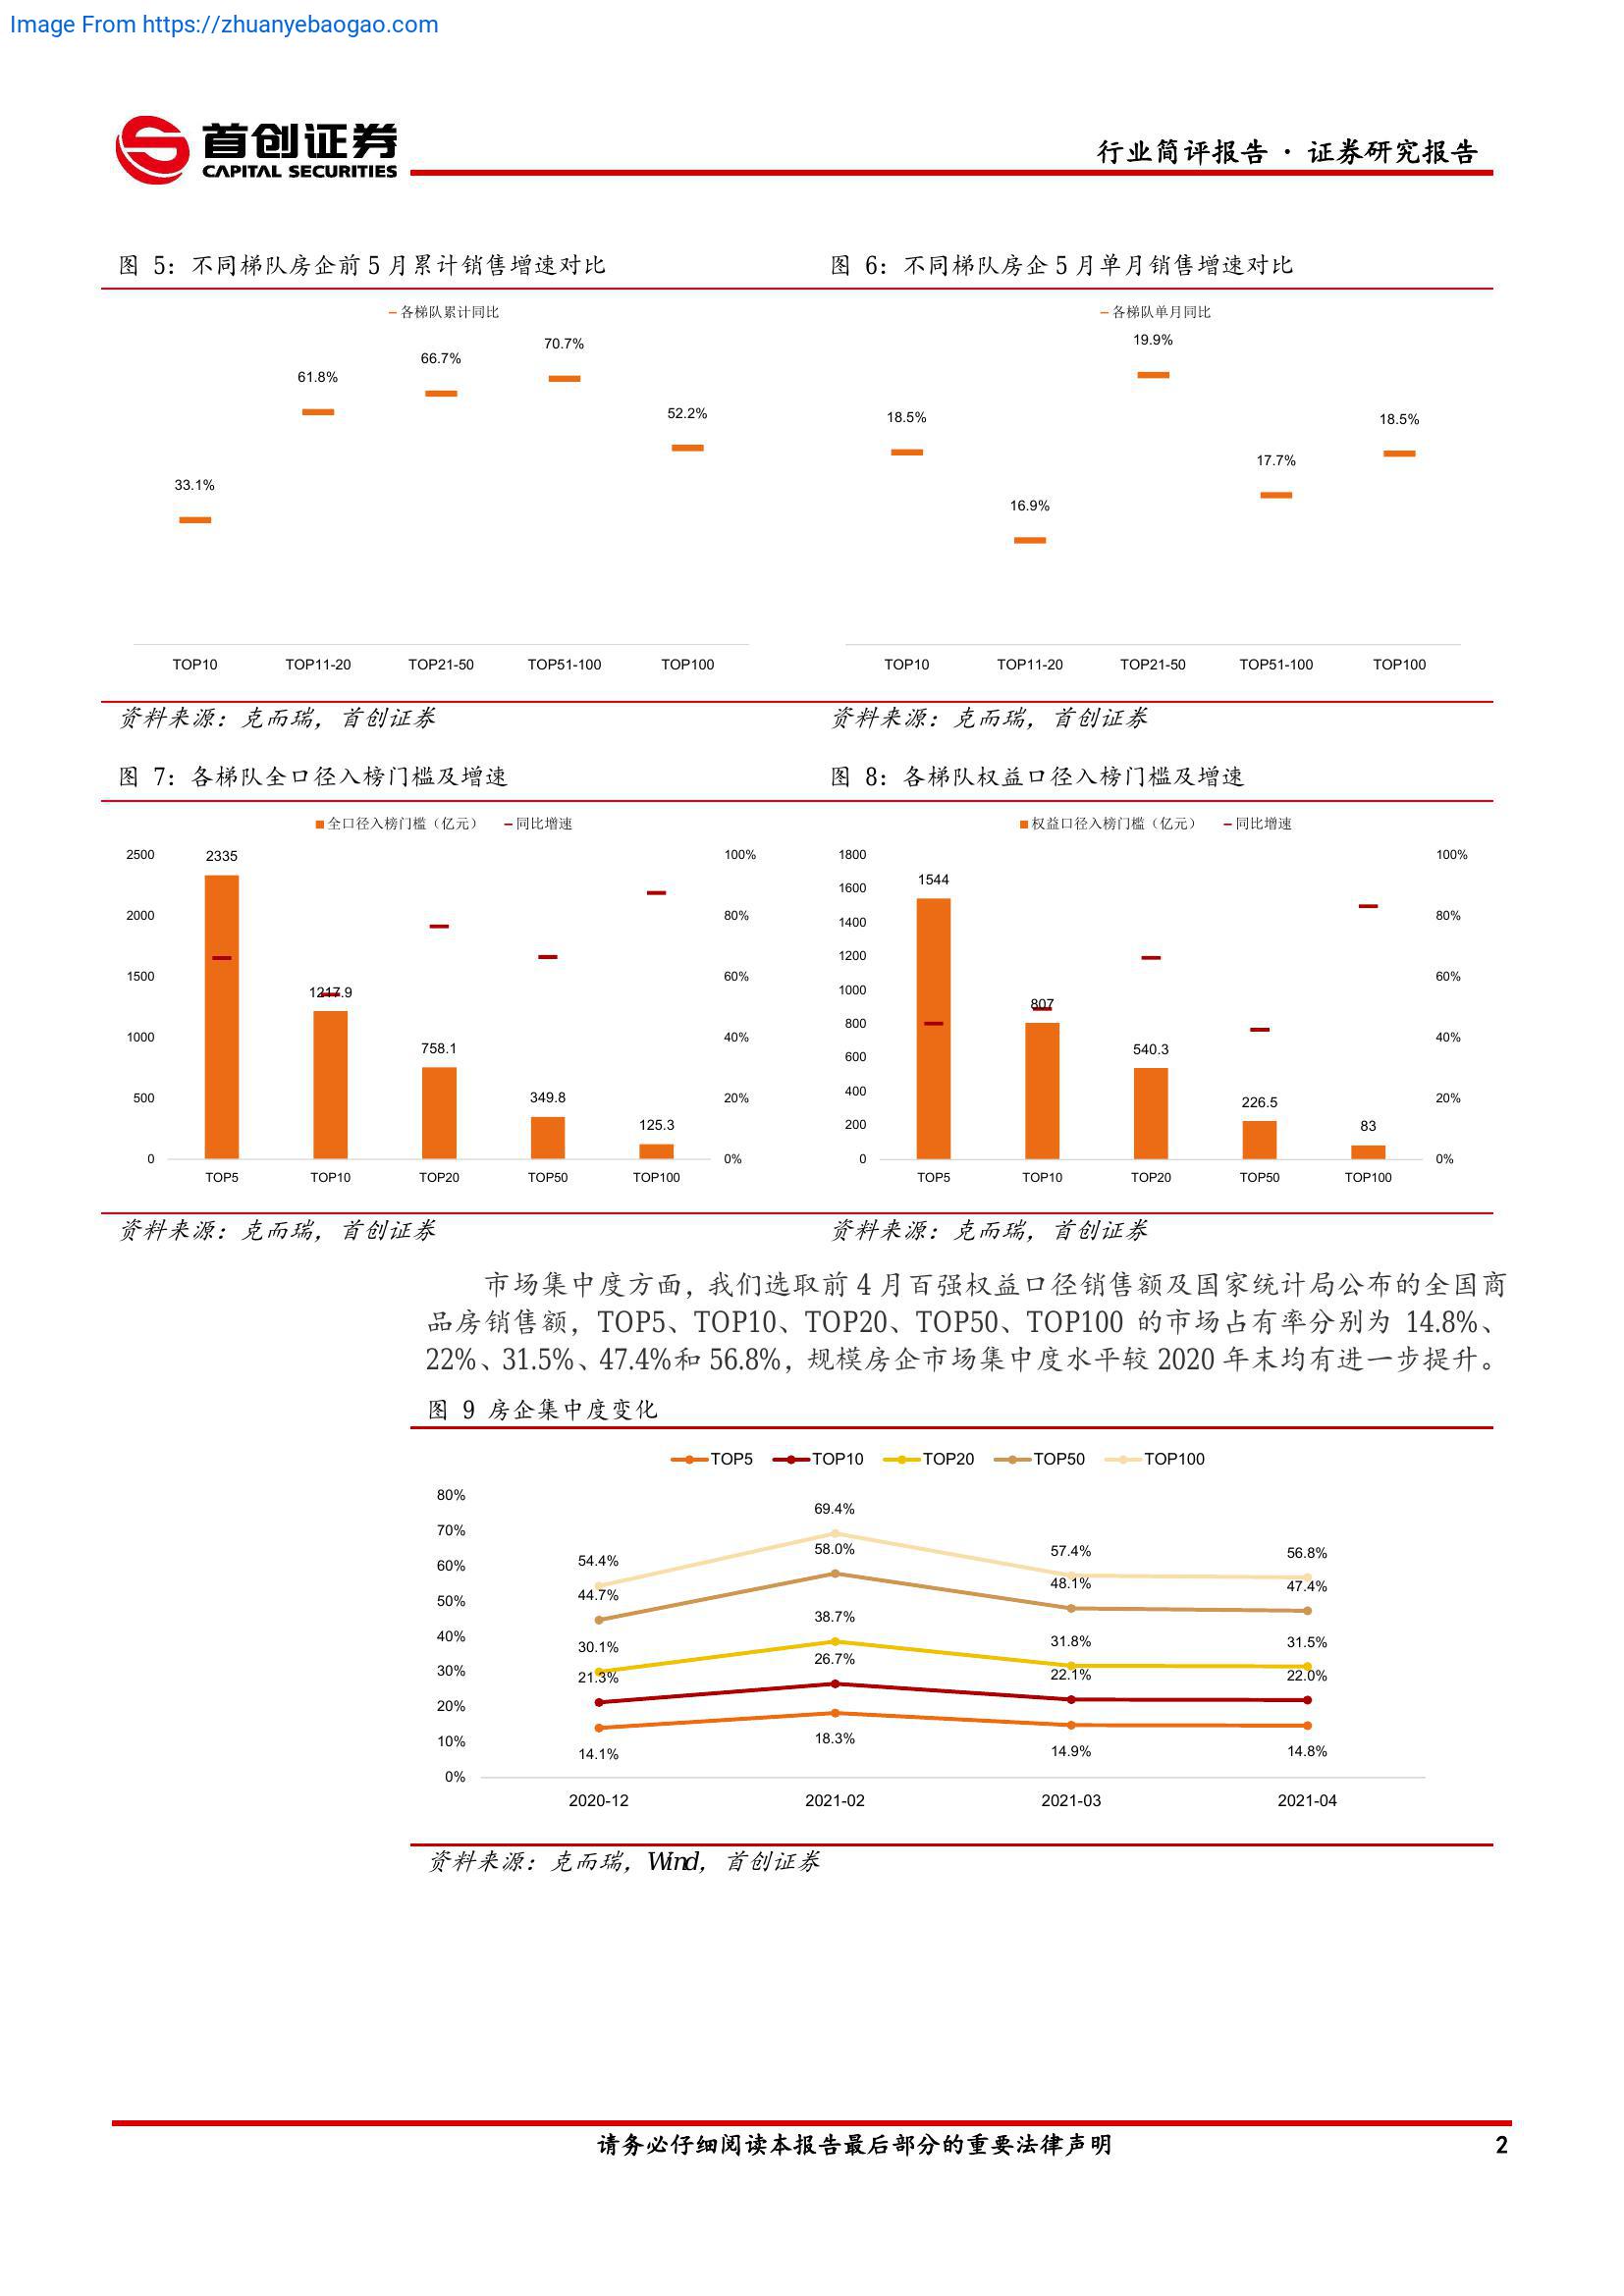 Image From https://zhuanyebaogao.com
首创证券
CAPITAL SECURITIES
行业简评报告 · 证券研究报告
图 5：不同梯队房企前 5 月累计销售增速对比
各梯队累计同比
33.1%
61.8%
66.7%
70.7%
52.2%
TOP10 TOP11-20 TOP21-50 TOP51-100 TOP100
资料来源：克而瑞，首创证券
图 6：不同梯队房企 5 月单月销售增速对比
各梯队单月同比
18.5%
16.9%
19.9%
17.7%
18.5%
TOP10 TOP11-20 TOP21-50 TOP51-100 TOP100
资料来源：克而瑞，首创证券
图 7：各梯队全口径入榜门槛及增速
全口径入榜门槛（亿元） 同比增速
2500
2000
1500
1000
500
0
2335
1217.9
758.1
349.8
125.3
100%
80%
60%
40%
20%
0%
TOP5 TOP10 TOP20 TOP50 TOP100
资料来源：克而瑞，首创证券
图 8：各梯队权益口径入榜门槛及增速
权益口径入榜门槛（亿元） 同比增速
1800
1600
1400
1200
1000
800
600
400
200
0
1544
807
540.3
226.5
83
100%
80%
60%
40%
20%
0%
TOP5 TOP10 TOP20 TOP50 TOP100
资料来源：克而瑞，首创证券
市场集中度方面，我们选取前 4 月百强权益口径销售额及国家统计局公布的全国商
品房销售额，TOP5、TOP10、TOP20、TOP50、TOP100 的市场占有率分别为 14.8%、
22%、31.5%、47.4%和 56.8%，规模房企市场集中度水平较 2020 年末均有进一步提升。
图 9 房企集中度变化
TOP5 TOP10 TOP20 TOP50 TOP100
80%
70%
60%
50%
40%
30%
20%
10%
0%
54.4% 69.4% 57.4% 56.8%
44.7% 58.0% 48.1% 47.4%
30.1% 38.7% 31.8% 31.5%
21.3% 26.7% 22.1% 22.0%
14.1% 18.3% 14.9% 14.8%
2020-12 2021-02 2021-03 2021-04
资料来源：克而瑞，Wind，首创证券
请务必仔细阅读本报告最后部分的重要法律声明 2